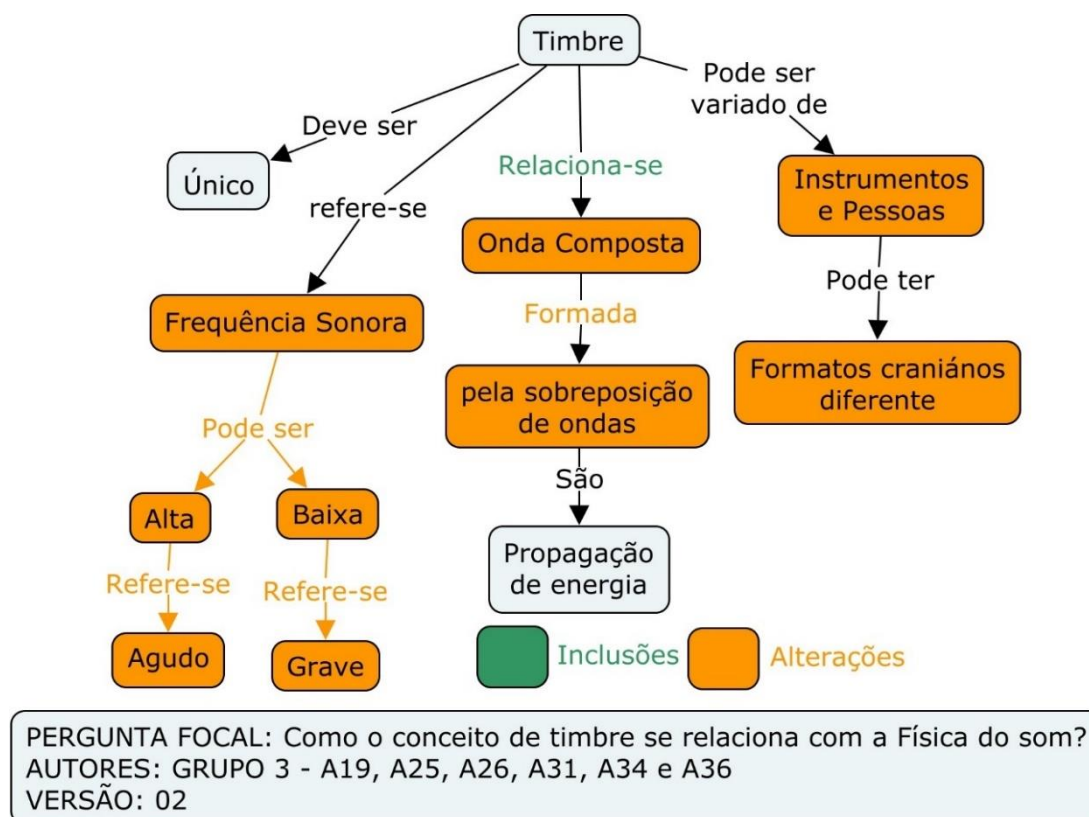 Timbre
Deve ser
Único
refere-se
Relaciona-se
Pode ser
variado de
Instrumentos
e Pessoas
Onda Composta
Pode ter
Frequência Sonora
Formada
Formatos craniános
diferente
pela sobreposição
de ondas
Pode ser
São
Alta
Baixa
Propagação
de energia
Refere-se
Refere-se
Agudo
Grave
Inclusões
Alterações
PERGUNTA FOCAL: Como o conceito de timbre se relaciona com a Física do som?
AUTORES: GRUPO 3 - A19, A25, A26, A31, A34 e A36
VERSÃO: 02